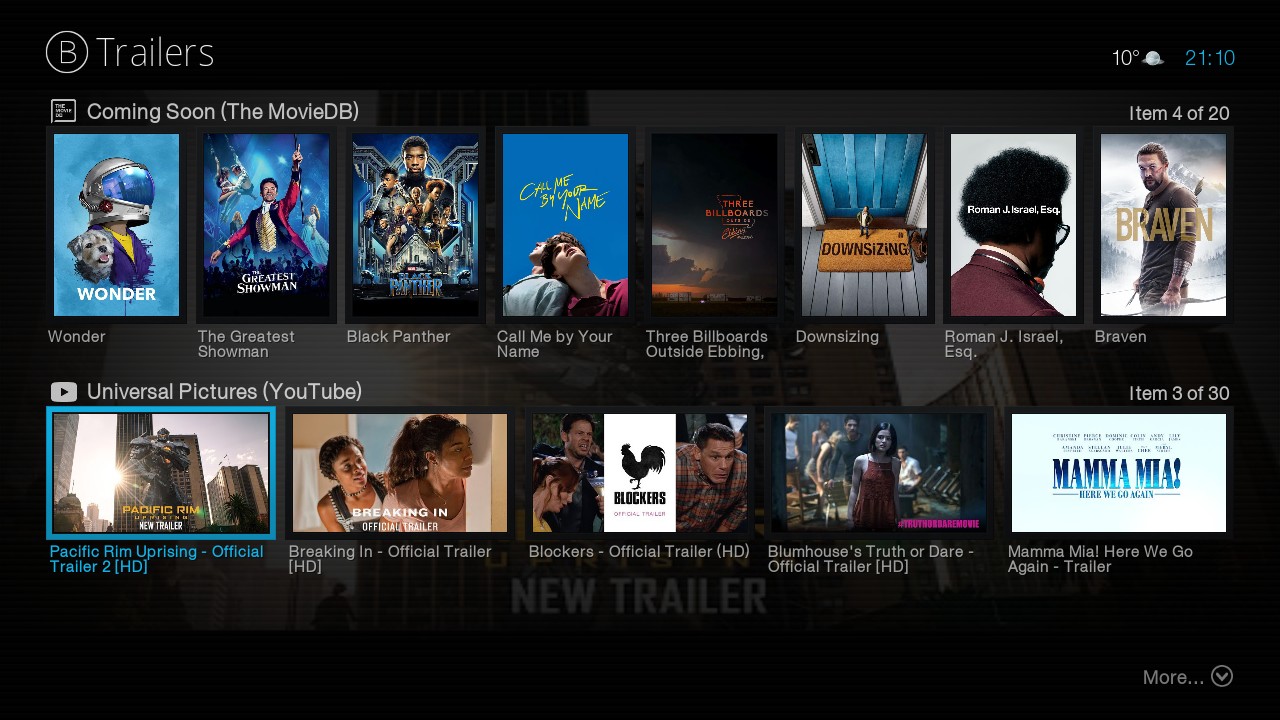 B Trailers
10° 21:10
THE MOVIE DB Coming Soon (The MovieDB) Item 4 of 20
WONDER
THE GREATEST SHOWMAN
BLACK PANTHER
CALL ME
BY YOUR
NAME
THREE
BILLBOARDS
OUTSIDE
Ebbing,
DOWNSIZING
Roman J. Israel, Esq.
BRAVEN
Wonder
The Greatest
Showman
Black Panther
Call Me by Your
Name
Three Billboards
Outside Ebbing,
Downsizing
Roman J. Israel,
Esq.
Braven
Universal Pictures (YouTube) Item 3 of 30
PACIFIC RIM
UPRISING
NEW TRAILER
BREAKING IN
OFFICIAL TRAILER
BLOCKERS
OFFICIAL TRAILER
#TRUTHORDAREMOVIE
MAMMA MIA!
HERE WE GO AGAIN
Pacific Rim Uprising - Official
Trailer 2 [HD]
Breaking In - Official Trailer
[HD]
Blockers - Official Trailer (HD)
Blumhouse's Truth or Dare -
Official Trailer [HD]
Mamma Mia! Here We Go
Again - Trailer
NEW TRAILER
More...